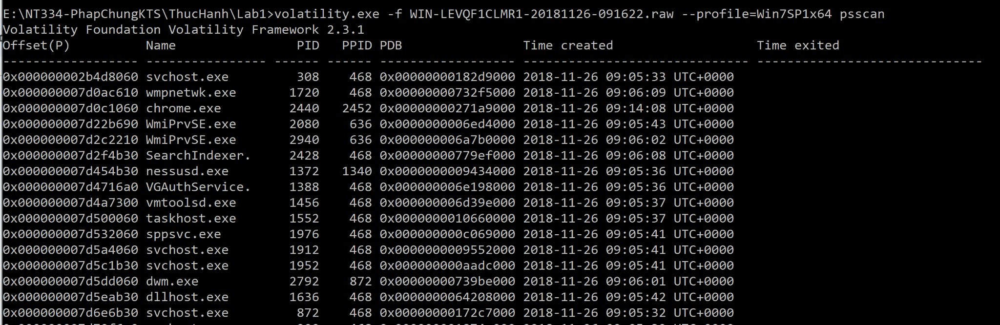 E:\NT334-PhapChungKTS\ThucHanh\Lab1>volatility.exe -f WIN-LEVQF1CLMR1-20181126-091622.raw --profile=Win7SP1x64 psscan
Volatility Foundation Volatility Framework 2.3.1
Offset(P)          Name                PID   PPID PDB                Time created                   Time exited
------------------ ---------------- ------ ------ ------------------ ------------------------------ ------------------------------
0x000000002b4d8060 svchost.exe         308    468 0x00000000182d9000 2018-11-26 09:05:33 UTC+0000
0x000000007d0ac610 wmpnetwk.exe       1720    468 0x00000000732f5000 2018-11-26 09:06:09 UTC+0000
0x000000007d0c1060 chrome.exe         2440   2452 0x00000000271a9000 2018-11-26 09:14:08 UTC+0000
0x000000007d22b690 WmiPrvSE.exe       2080    636 0x0000000006ed4000 2018-11-26 09:05:43 UTC+0000
0x000000007d2c2210 WmiPrvSE.exe       2940    636 0x000000006a7b0000 2018-11-26 09:06:02 UTC+0000
0x000000007d2f4b30 SearchIndexer.     2428    468 0x00000000779ef000 2018-11-26 09:06:08 UTC+0000
0x000000007d454b30 nessusd.exe        1372   1340 0x0000000009434000 2018-11-26 09:05:36 UTC+0000
0x000000007d4716a0 VGAuthService.     1388    468 0x000000006e198000 2018-11-26 09:05:36 UTC+0000
0x000000007d4a7300 vmtoolsd.exe       1456    468 0x000000006d39e000 2018-11-26 09:05:37 UTC+0000
0x000000007d500060 taskhost.exe       1552    468 0x0000000010660000 2018-11-26 09:05:37 UTC+0000
0x000000007d532060 sppsvc.exe         1976    468 0x000000000c069000 2018-11-26 09:05:41 UTC+0000
0x000000007d5a4060 svchost.exe        1912    468 0x0000000009552000 2018-11-26 09:05:41 UTC+0000
0x000000007d5c1b30 svchost.exe        1952    468 0x000000000aadc000 2018-11-26 09:05:41 UTC+0000
0x000000007d5dd060 dwm.exe            2792    872 0x00000000739be000 2018-11-26 09:06:01 UTC+0000
0x000000007d5eab30 dllhost.exe        1636    468 0x0000000064208000 2018-11-26 09:05:42 UTC+0000
0x000000007d6e6b30 svchost.exe         872    468 0x00000000172c7000 2018-11-26 09:05:32 UTC+0000